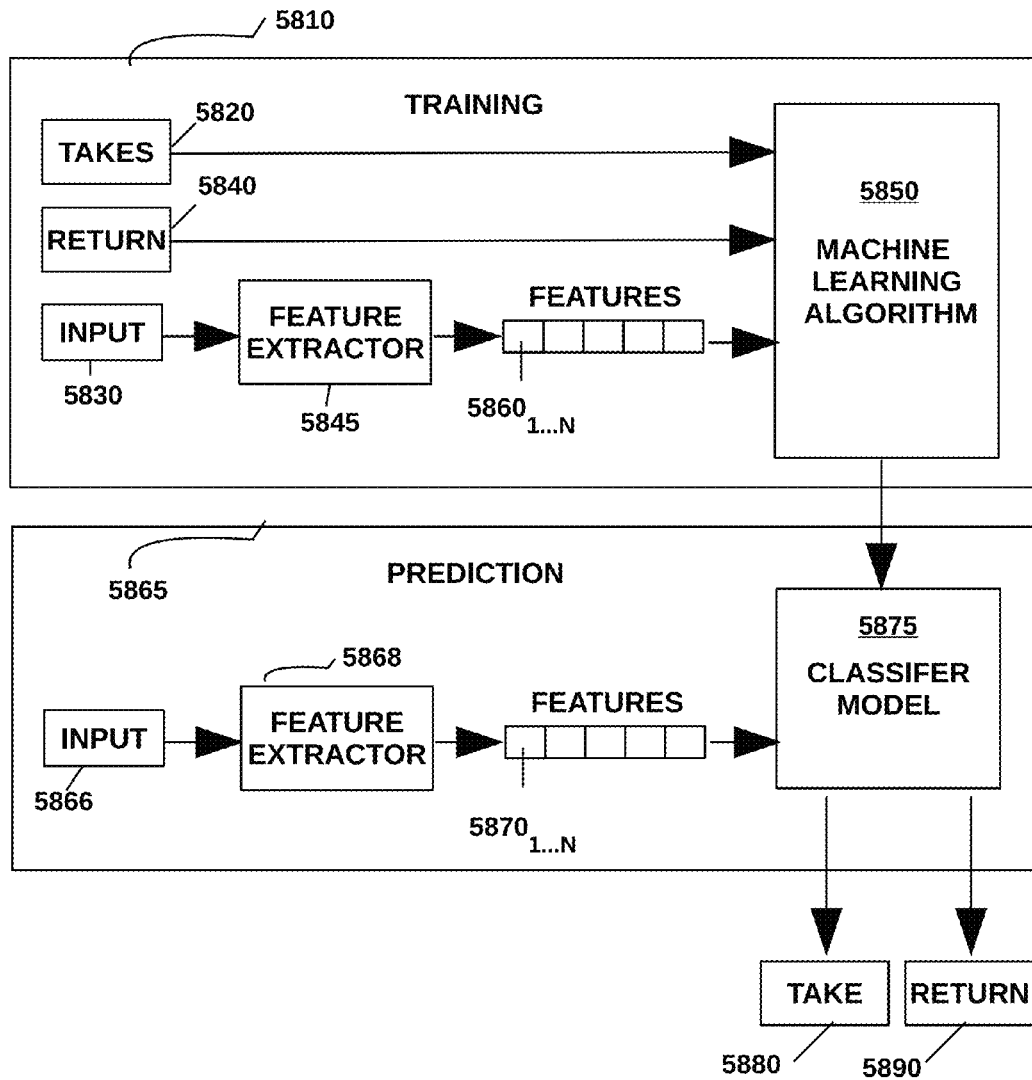 5810
TRAINING
5820
TAKES
5840
RETURN
5850
MACHINE
LEARNING
ALGORITHM
INPUT
5830
FEATURE
EXTRACTOR
5845
FEATURES
5860 1...N
5865
PREDICTION
5875
CLASSIFER
MODEL
5868
INPUT
5866
FEATURE
EXTRACTOR
FEATURES
5870 1...N
TAKE
RETURN
5880
5890